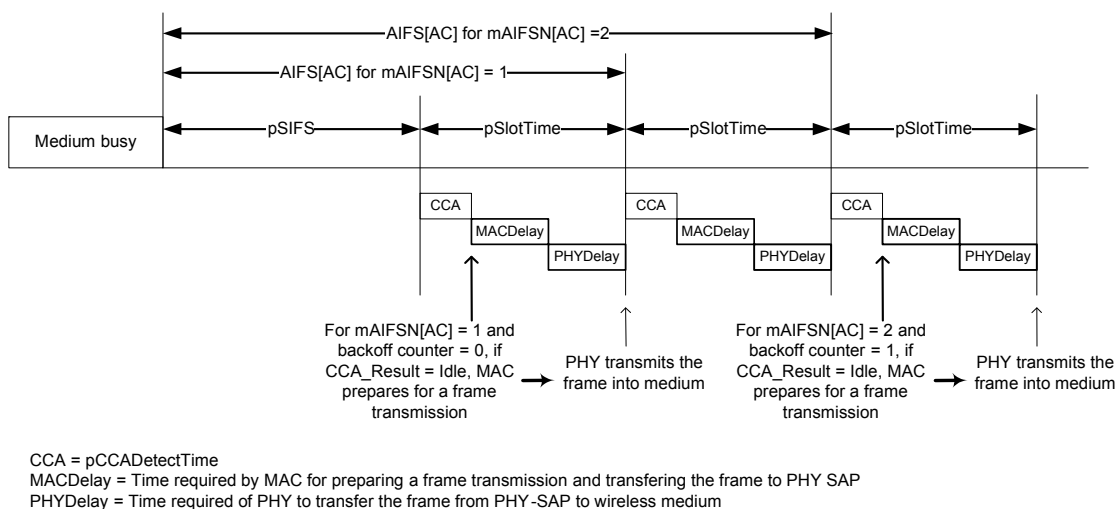 AIFS[AC] for mAIFSN[AC] =2
AIFS[AC] for mAIFSN[AC] = 1
Medium busy
pSIFS
pSlotTime
pSlotTime
pSlotTime
CCA
CCA
CCA
MACDelay
MACDelay
MACDelay
PHYDelay
PHYDelay
PHYDelay
For mAIFSN[AC] = 1 and
backoff counter = 0, if
CCA_Result = Idle, MAC
prepares for a frame
transmission
PHY transmits the
frame into medium
For mAIFSN[AC] = 2 and
backoff counter = 1, if
CCA_Result = Idle, MAC
prepares for a frame
transmission
PHY transmits the
frame into medium
CCA = pCCADetectTime
MACDelay = Time required by MAC for preparing a frame transmission and transfering the frame to PHY SAP
PHYDelay = Time required of PHY to transfer the frame from PHY-SAP to wireless medium